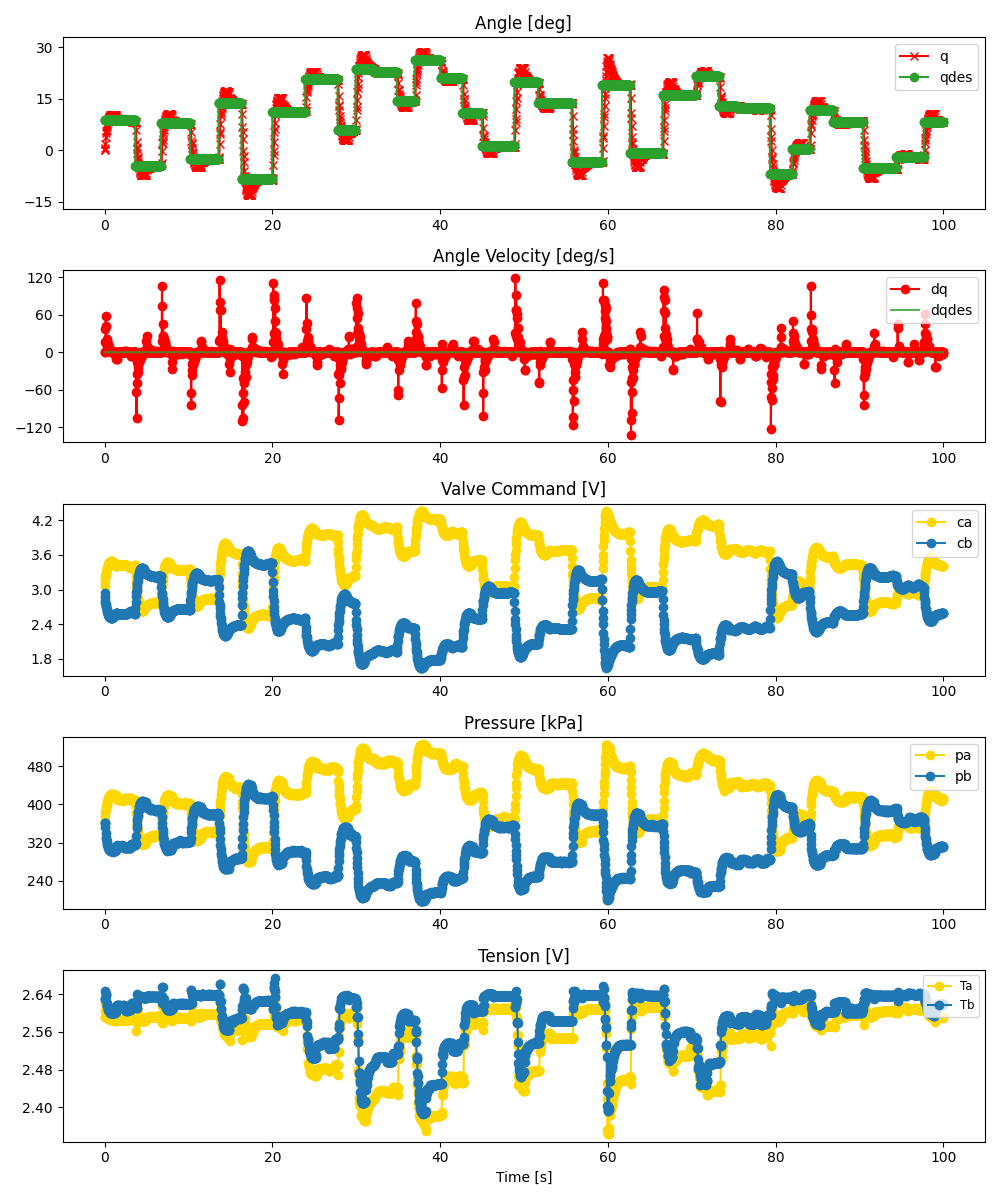 Angle [deg]
30
15
0
−15
q
qdes
0 20 40 60 80 100
Angle Velocity [deg/s]
120
60
0
−60
−120
dq
dqdes
0 20 40 60 80 100
Valve Command [V]
4.2
3.6
3.0
2.4
1.8
ca
cb
0 20 40 60 80 100
Pressure [kPa]
480
400
320
240
pa
pb
0 20 40 60 80 100
Tension [V]
2.64
2.56
2.48
2.40
Ta
Tb
0 20 40 60 80 100
Time [s]